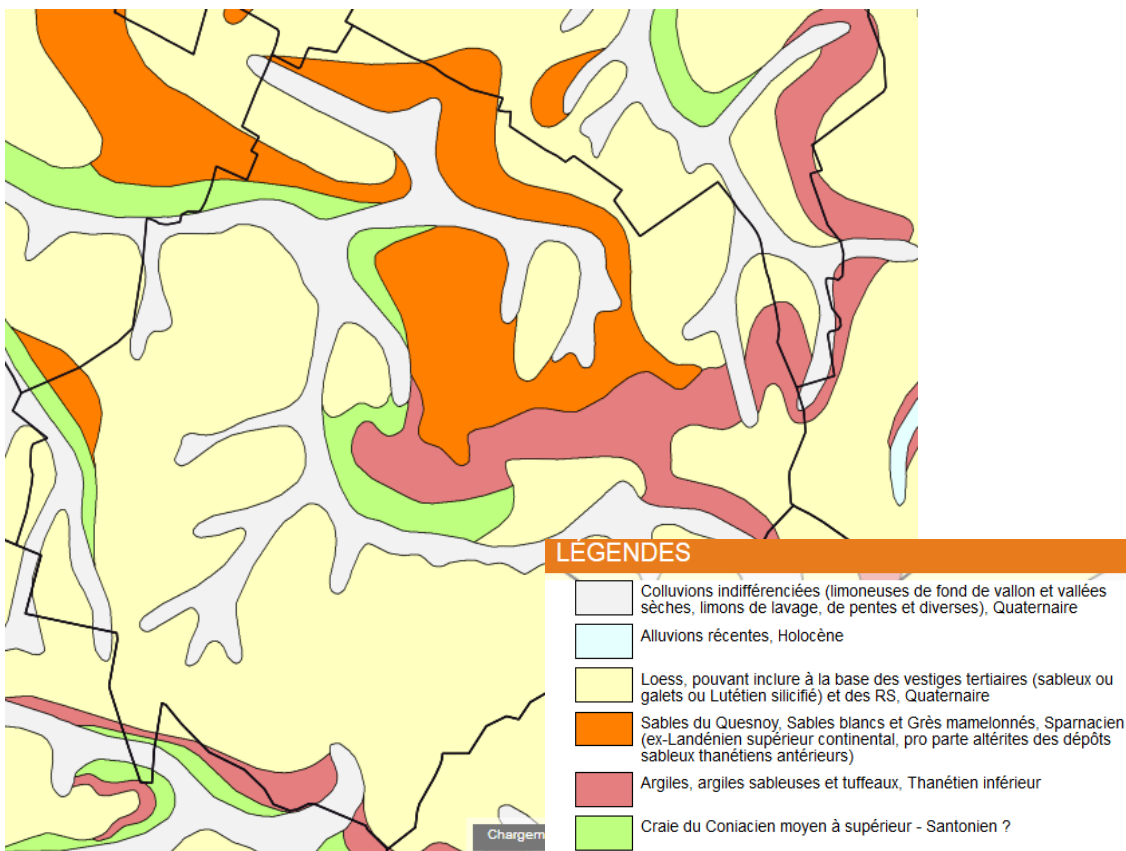 LÉGENDES
Colluvions indifférenciées (limoneuses de fond de vallon et vallées
sèches, limons de lavage, de pentes et diverses), Quaternaire
Alluvions récentes, Holocène
Loess, pouvant inclure à la base des vestiges tertiaires (sableux ou
galets ou Lutétien silicifié) et des RS, Quaternaire
Sables du Quesnoy, Sables blancs et Grès mamelonnés, Sparnacien
(ex-Landénien supérieur continental, pro parte altérites des dépôts
sableux thanétiens antérieurs)
Argiles, argiles sableuses et tuffeaux, Thanétien inférieur
Craie du Coniacien moyen à supérieur - Santonien ?
Chargem